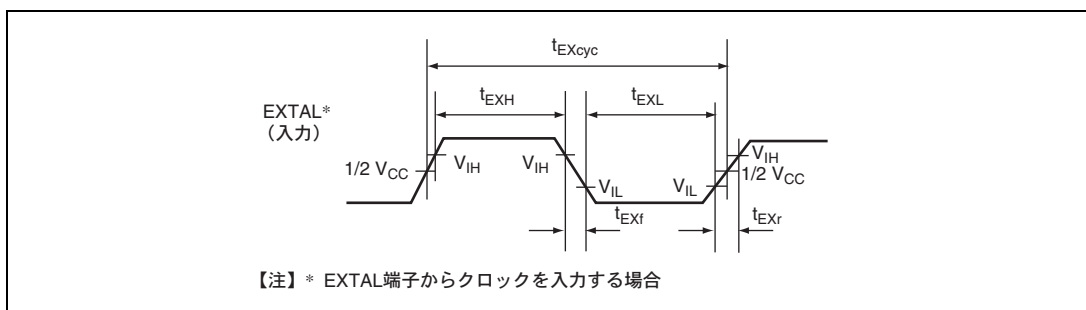 tEXcyc
tEXH tEXL
EXTAL*
（入力）
1/2 VCC VIH VIH VIL VIL VIH
1/2 VCC
tEXf tEXr
【注】* EXTAL端子からクロックを入力する場合